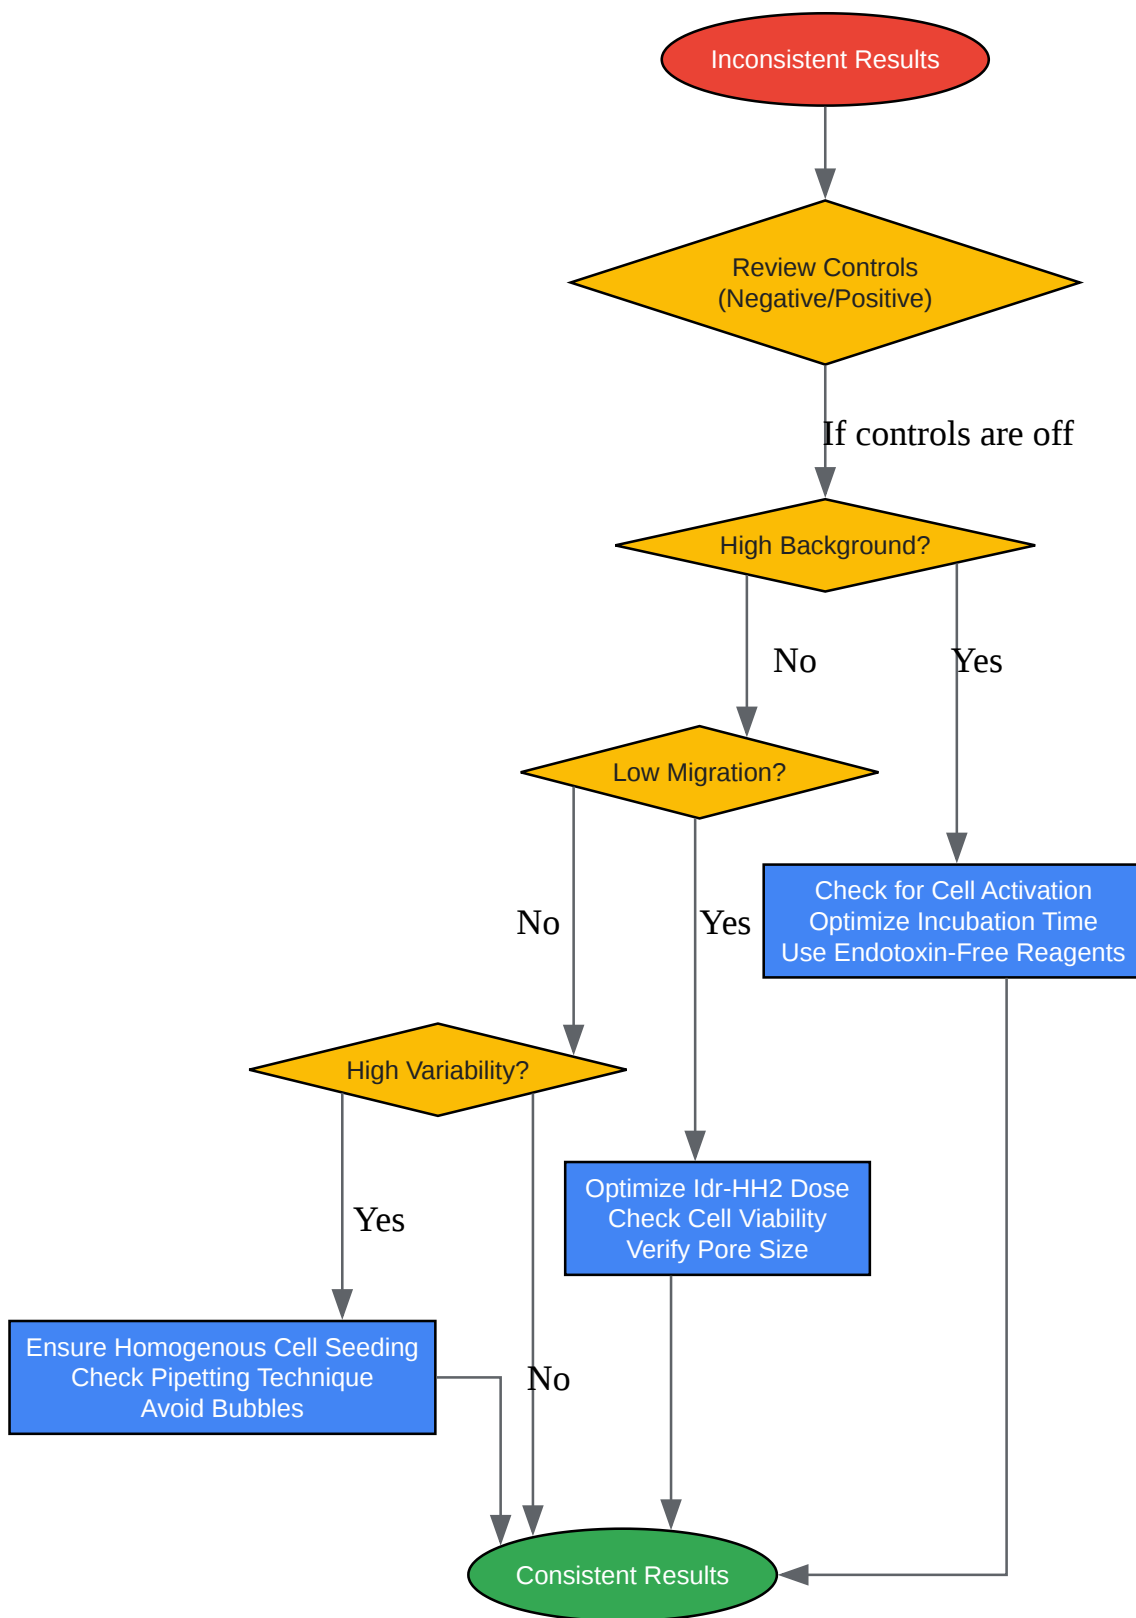 Inconsistent Results
Review Controls
(Negative/Positive)
If controls are off
High Background?
No
Yes
Low Migration?
Check for Cell Activation
Optimize Incubation Time
Use Endotoxin-Free Reagents
No
Yes
High Variability?
Optimize Idr-HH2 Dose
Check Cell Viability
Verify Pore Size
Yes
Ensure Homogenous Cell Seeding
Check Pipetting Technique
Avoid Bubbles
No
Consistent Results